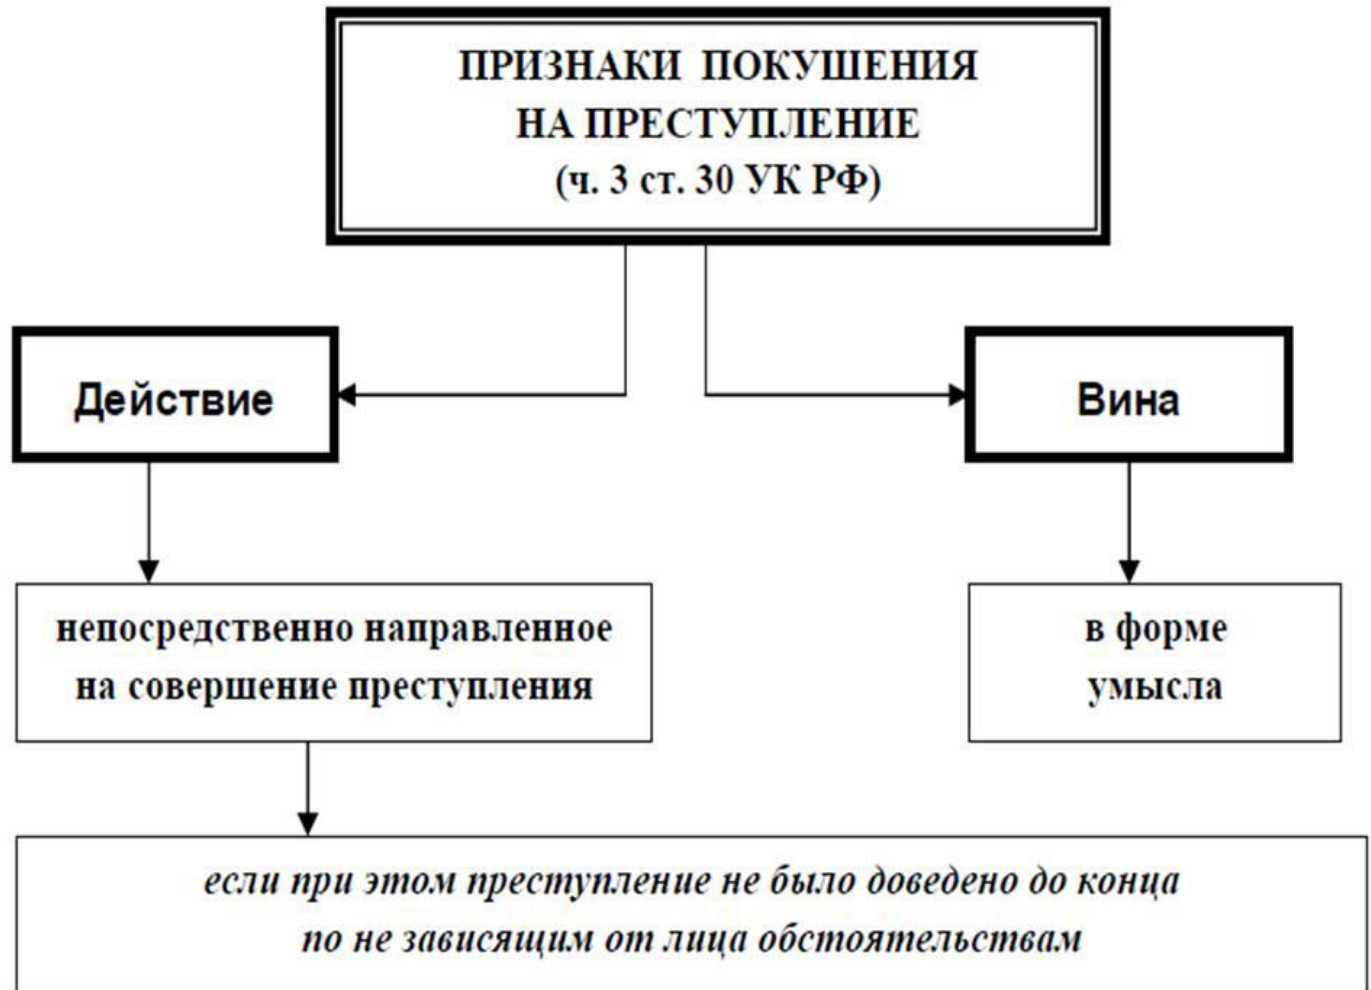 ПРИЗНАКИ ПОКУШЕНИЯ
НА ПРЕСТУПЛЕНИЕ
(ч. 3 ст. 30 УК РФ)
Действие
Вина
непосредственно направленное
на совершение преступления
в форме
умысла
если при этом преступление не было доведено до конца
по не зависящим от лица обстоятельствам